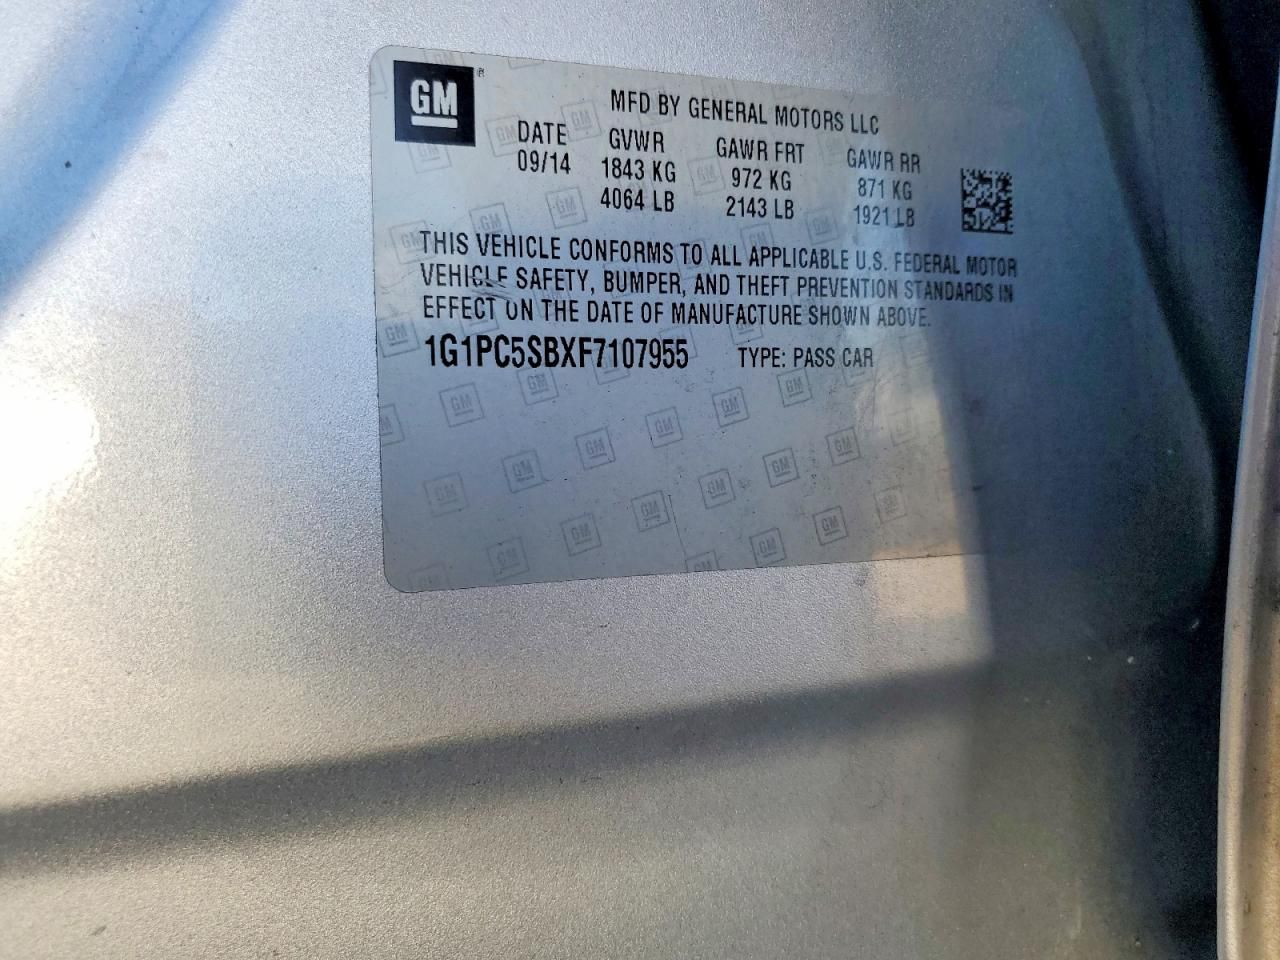 GM ®
MFD BY GENERAL MOTORS LLC
DATE GVWR GAWR FRT GAWR RR
09/14 1843 KG 972 KG 871 KG
4064 LB 2143 LB 1921 LB
THIS VEHICLE CONFORMS TO ALL APPLICABLE U.S. FEDERAL MOTOR
VEHICLE SAFETY, BUMPER, AND THEFT PREVENTION STANDARDS IN
EFFECT ON THE DATE OF MANUFACTURE SHOWN ABOVE.
1G1PC5SBXF7107955 TYPE: PASS CAR